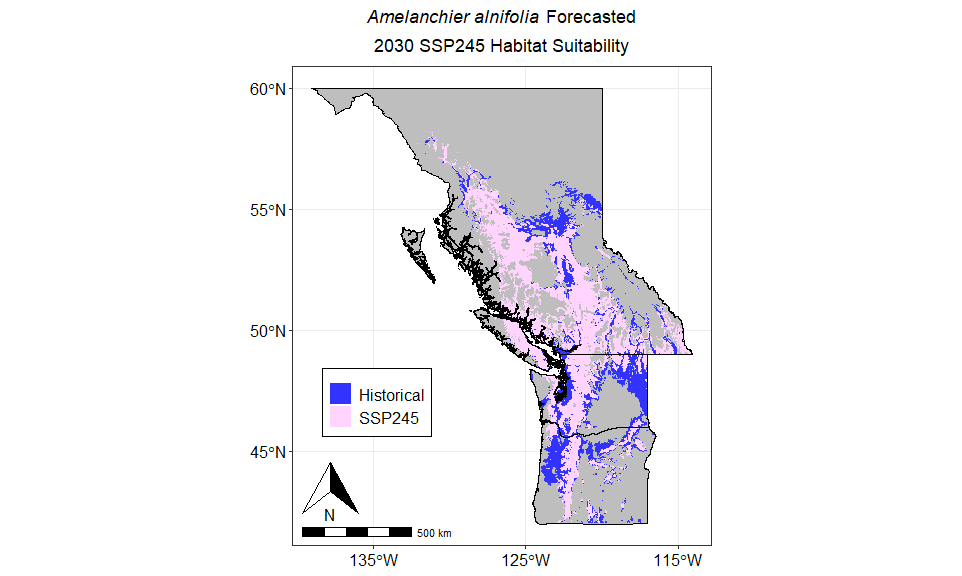 Amelanchier alnifolia Forecasted
2030 SSP245 Habitat Suitability
60°N
55°N
50°N
45°N
Historical
SSP245
N
500 km
135°W
125°W
115°W